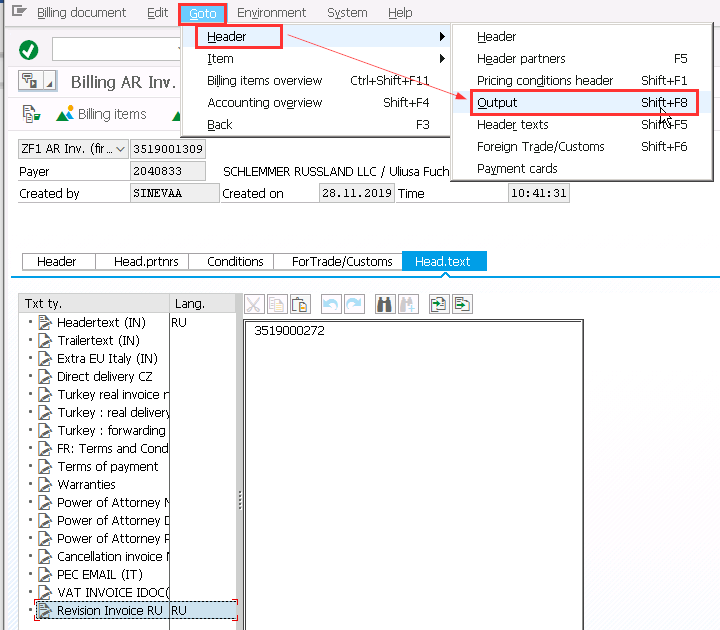 Billing document Edit Goto Environment System Help
Header
Item
Billing items overview Ctrl+Shift+F11
Accounting overview Shift+F4
Back F3
Header
Header partners F5
Pricing conditions header Shift+F1
Output Shift+F8
Header texts Shift+F5
Foreign Trade/Customs Shift+F6
Payment cards
Billing AR Inv.
Billing items
ZF1 AR Inv. (fir... 3519001309
Payer 2040833 SCHLEMMER RUSSLAND LLC / Uliusa Fuch
Created by SINEVAA Created on 28.11.2019 Time 10:41:31
Header Head.prtnrs Conditions ForTrade/Customs Head.text
Txt ty. Lang.
Headertext (IN) RU
Trailertext (IN)
Extra EU Italy (IN)
Direct delivery CZ
Turkey real invoice n
Turkey : real delivery
Turkey : forwarding
FR: Terms and Cond
Terms of payment
Warranties
Power of Attorney N
Power of Attorney D
Power of Attorney P
Cancellation invoice
PEC EMAIL (IT)
VAT INVOICE IDOC(
Revision Invoice RU RU
3519000272